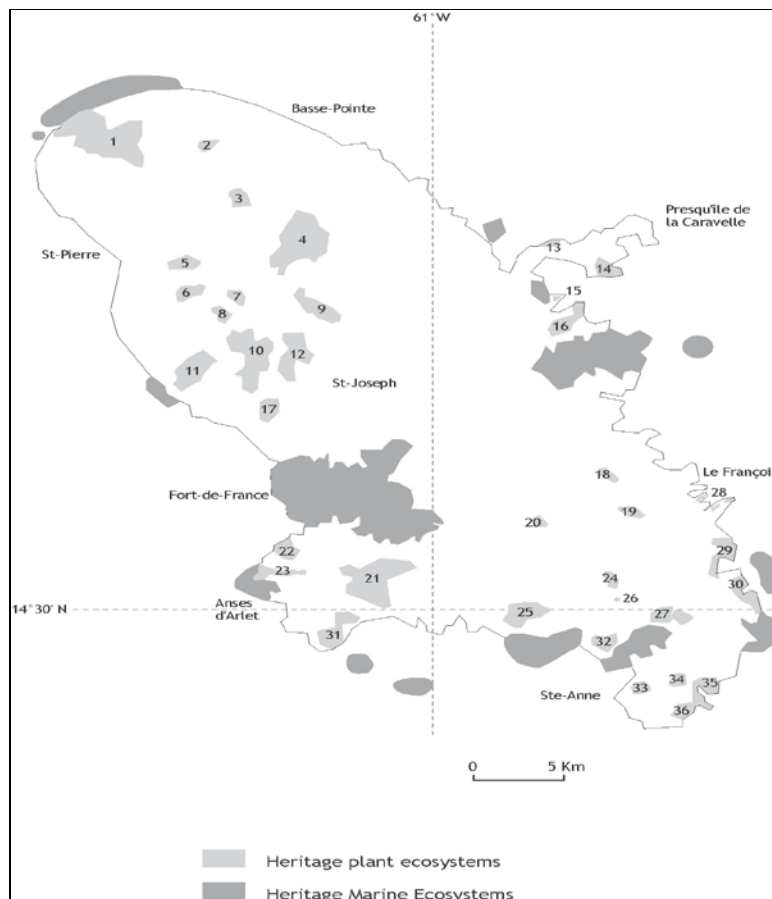 61°W
Basse-Pointe
1
2
3
Presqu'île de
la Caravelle
4
13
St-Pierre
5
14
6
7
15
8
9
16
10
12
11
St-Joseph
17
18
Le François
Fort-de-France
28
19
20
22
29
23
21
24
30
26
Anses
d'Arlet
14°30' N
25
27
31
32
34
35
33
Ste-Anne
36
0 5 Km
Heritage plant ecosystems
Heritage Marine Ecosystems